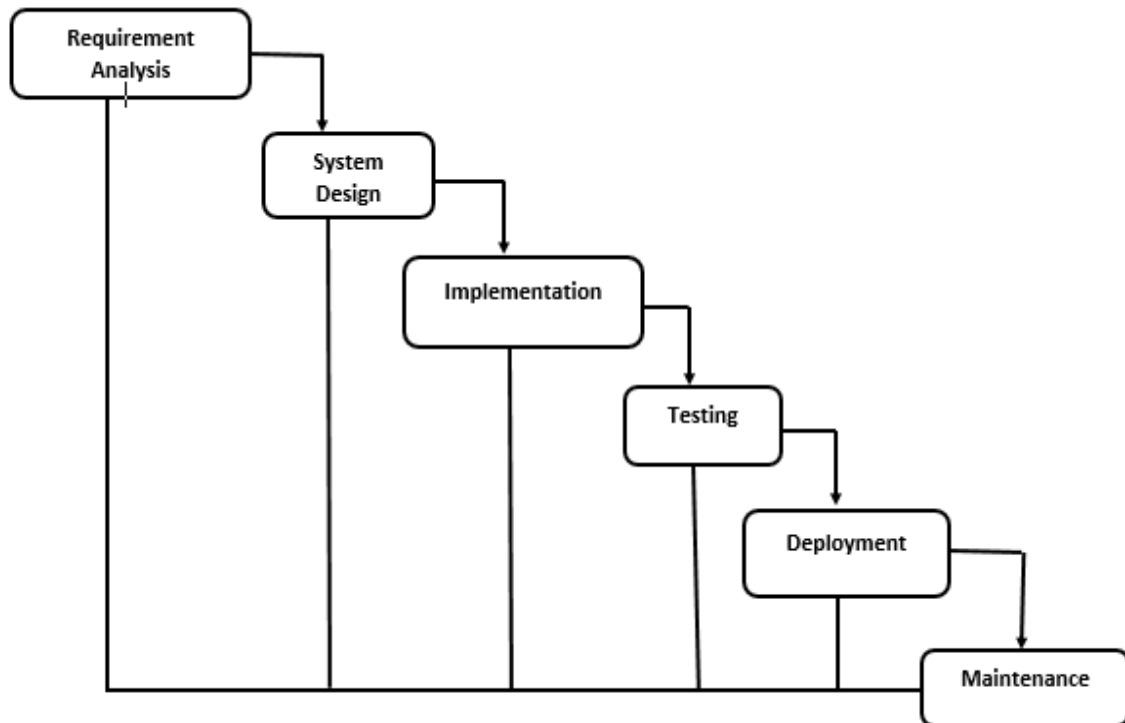 Requirement
Analysis
System
Design
Implementation
Testing
Deployment
Maintenance